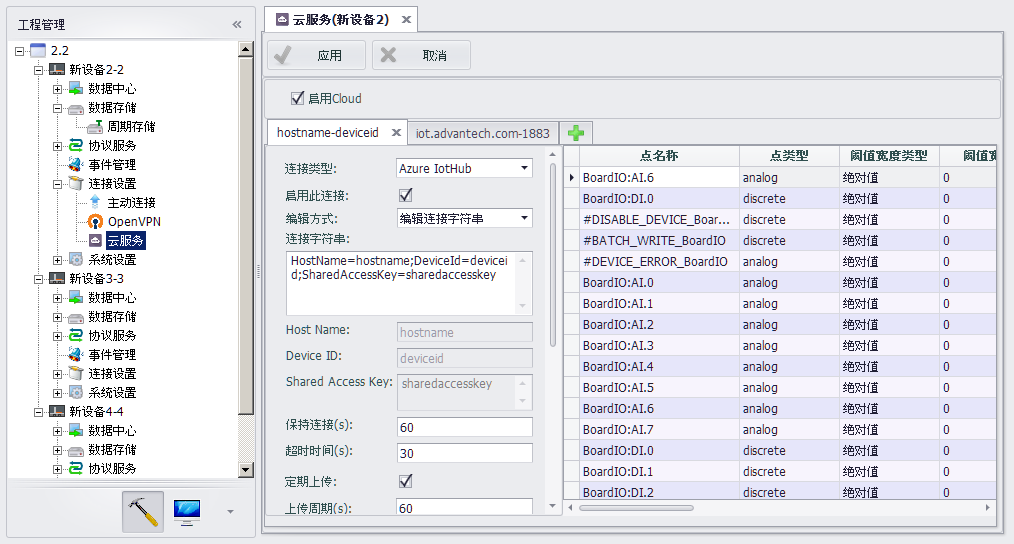 工程管理
2.2
新设备2-2
数据中心
数据存储
周期存储
协议服务
事件管理
连接设置
主动连接
OpenVPN
云服务
系统设置
新设备3-3
数据中心
数据存储
协议服务
事件管理
连接设置
系统设置
新设备4-4
数据中心
数据存储
协议服务
云服务(新设备2)
应用 取消
启用Cloud
hostname-deviceid iot.advantech.com-1883
连接类型: Azure IotHub
启用此连接:
编辑方式: 编辑连接字符串
连接字符串:
HostName=hostname;DeviceId=devicei
d;SharedAccessKey=sharedaccesskey
Host Name: hostname
Device ID: deviceid
Shared Access Key: sharedaccesskey
保持连接(s): 60
超时时间(s): 30
定期上传:
上传周期(s): 60
点名称 点类型 阈值宽度类型 阈值宽
BoardIO:AI.6 analog 绝对值 0
BoardIO:DI.0 discrete 绝对值 0
#DISABLE_DEVICE_Boar... discrete 绝对值 0
#BATCH_WRITE_BoardIO discrete 绝对值 0
#DEVICE_ERROR_BoardIO analog 绝对值 0
BoardIO:AI.0 analog 绝对值 0
BoardIO:AI.1 analog 绝对值 0
BoardIO:AI.2 analog 绝对值 0
BoardIO:AI.3 analog 绝对值 0
BoardIO:AI.4 analog 绝对值 0
BoardIO:AI.5 analog 绝对值 0
BoardIO:AI.6 analog 绝对值 0
BoardIO:AI.7 analog 绝对值 0
BoardIO:DI.0 discrete 绝对值 0
BoardIO:DI.1 discrete 绝对值 0
BoardIO:DI.2 discrete 绝对值 0